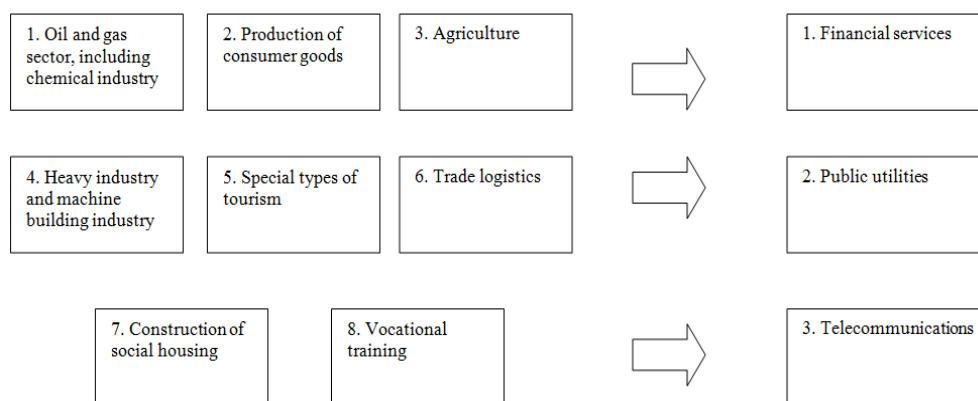 1. Oil and gas
sector, including
chemical industry
2. Production of
consumer goods
3. Agriculture
1. Financial services
4. Heavy industry
and machine
building industry
5. Special types of
tourism
6. Trade logistics
2. Public utilities
7. Construction of
social housing
8. Vocational
training
3. Telecommunications